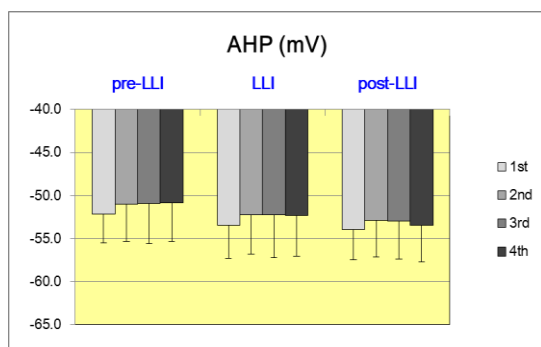 AHP (mV)
pre-LLI LLI post-LLI
-40.0
-45.0
-50.0
-55.0
-60.0
-65.0
1st
2nd
3rd
4th